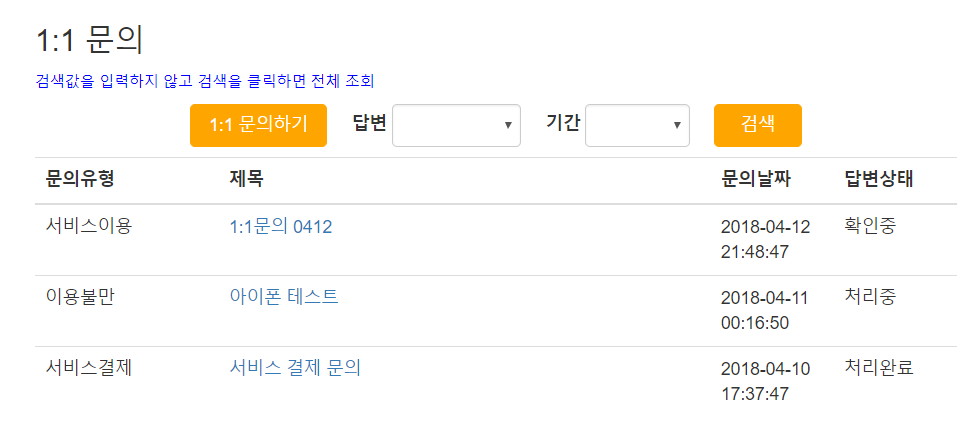 1:1 문의
검색값을 입력하지 않고 검색을 클릭하면 전체 조회
1:1 문의하기 답변 기간 검색
문의유형 제목 문의날짜 답변상태
서비스이용 1:1문의 0412 2018-04-12 확인중
21:48:47
이용불만 아이폰 테스트 2018-04-11 처리중
00:16:50
서비스결제 서비스 결제 문의 2018-04-10 처리완료
17:37:47